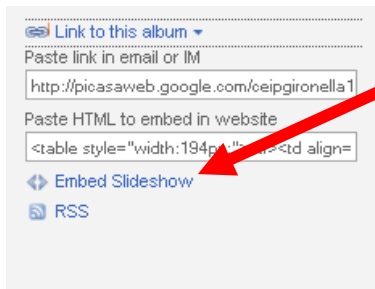 Link to this album
Paste link in email or IM
http://picasaweb.google.com/ceipgironella1
Paste HTML to embed in website
<table style="width:194p ><td align=
Embed Slideshow
RSS